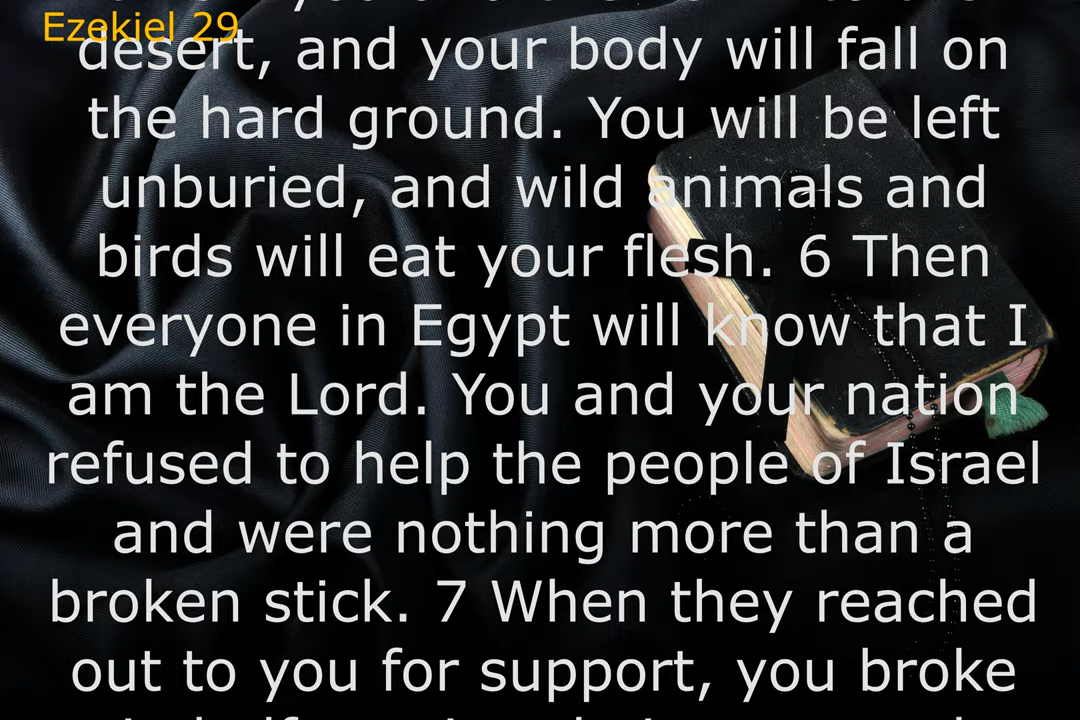 Ezekiel 29
desert, and your body will fall on
the hard ground. You will be left
unburied, and wild animals and
birds will eat your flesh. 6 Then
everyone in Egypt will know that I
am the Lord. You and your nation
refused to help the people of Israel
and were nothing more than a
broken stick. 7 When they reached
out to you for support, you broke